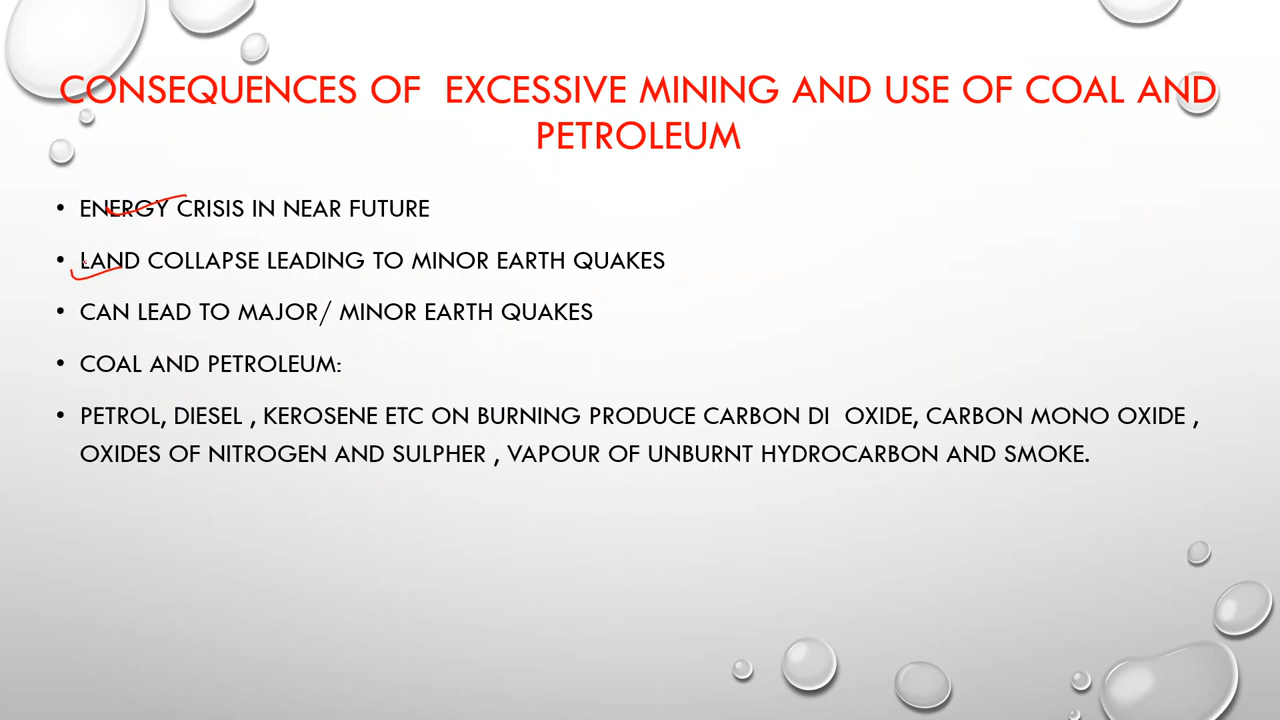 CONSEQUENCES OF  EXCESSIVE MINING AND USE OF COAL AND
PETROLEUM
• ENERGY CRISIS IN NEAR FUTURE
• LAND COLLAPSE LEADING TO MINOR EARTH QUAKES
• CAN LEAD TO MAJOR/ MINOR EARTH QUAKES
• COAL AND PETROLEUM:
• PETROL, DIESEL , KEROSENE ETC ON BURNING PRODUCE CARBON DI  OXIDE, CARBON MONO OXIDE ,
OXIDES OF NITROGEN AND SULPHER , VAPOUR OF UNBURNT HYDROCARBON AND SMOKE.